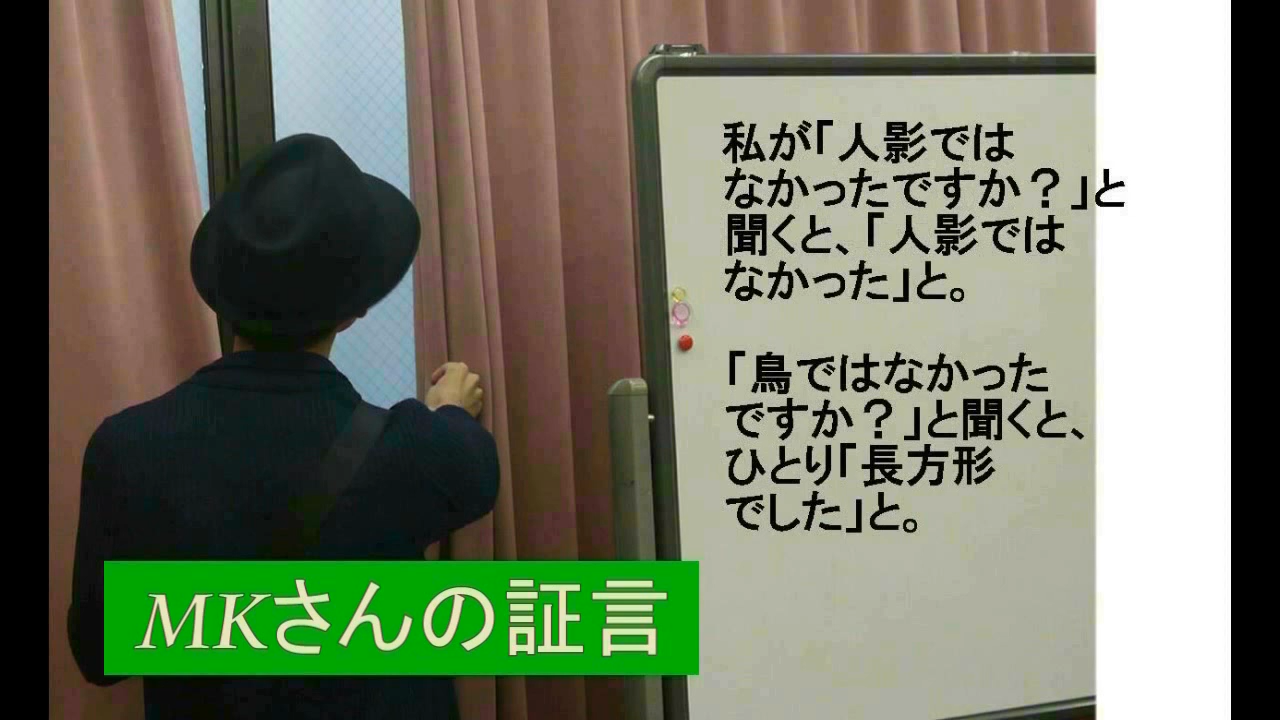 私が「人影では
なかったですか？」と
聞くと、「人影では
なかった」と。
「鳥ではなかった
ですか？」と聞くと、
ひとり「長方形
でした」と。
MKさんの証言